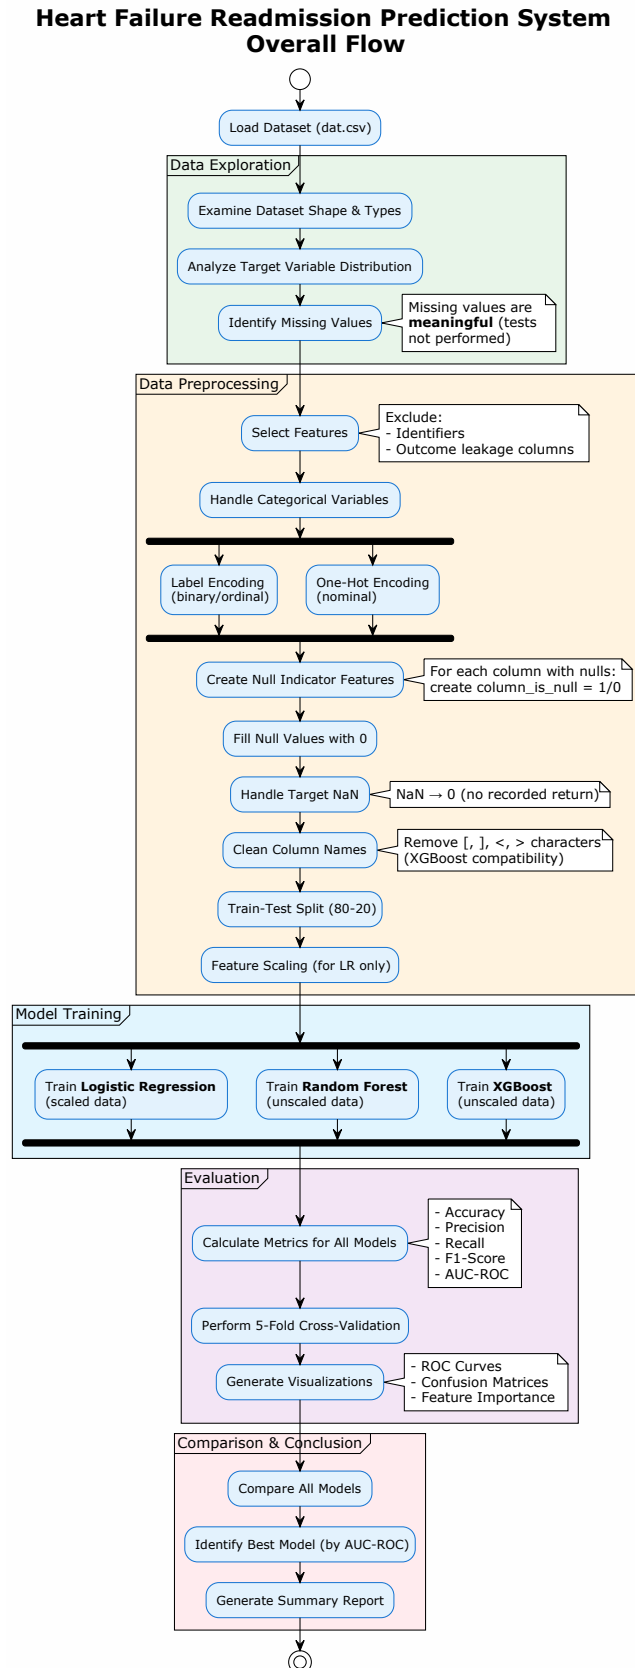 Heart Failure Readmission Prediction System
Overall Flow
Load Dataset (dat.csv)
Data Exploration
Examine Dataset Shape & Types
Analyze Target Variable Distribution
Identify Missing Values
Missing values are
meaningful (tests
not performed)
Data Preprocessing
Select Features
Exclude:
- Identifiers
- Outcome leakage columns
Handle Categorical Variables
Label Encoding
(binary/ordinal)
One-Hot Encoding
(nominal)
Create Null Indicator Features
For each column with nulls:
create column_is_null = 1/0
Fill Null Values with 0
Handle Target NaN
NaN → 0 (no recorded return)
Clean Column Names
Remove [, ], <, > characters
(XGBoost compatibility)
Train-Test Split (80-20)
Feature Scaling (for LR only)
Model Training
Train Logistic Regression
(scaled data)
Train Random Forest
(unscaled data)
Train XGBoost
(unscaled data)
Evaluation
Calculate Metrics for All Models
- Accuracy
- Precision
- Recall
- F1-Score
- AUC-ROC
Perform 5-Fold Cross-Validation
Generate Visualizations
- ROC Curves
- Confusion Matrices
- Feature Importance
Comparison & Conclusion
Compare All Models
Identify Best Model (by AUC-ROC)
Generate Summary Report